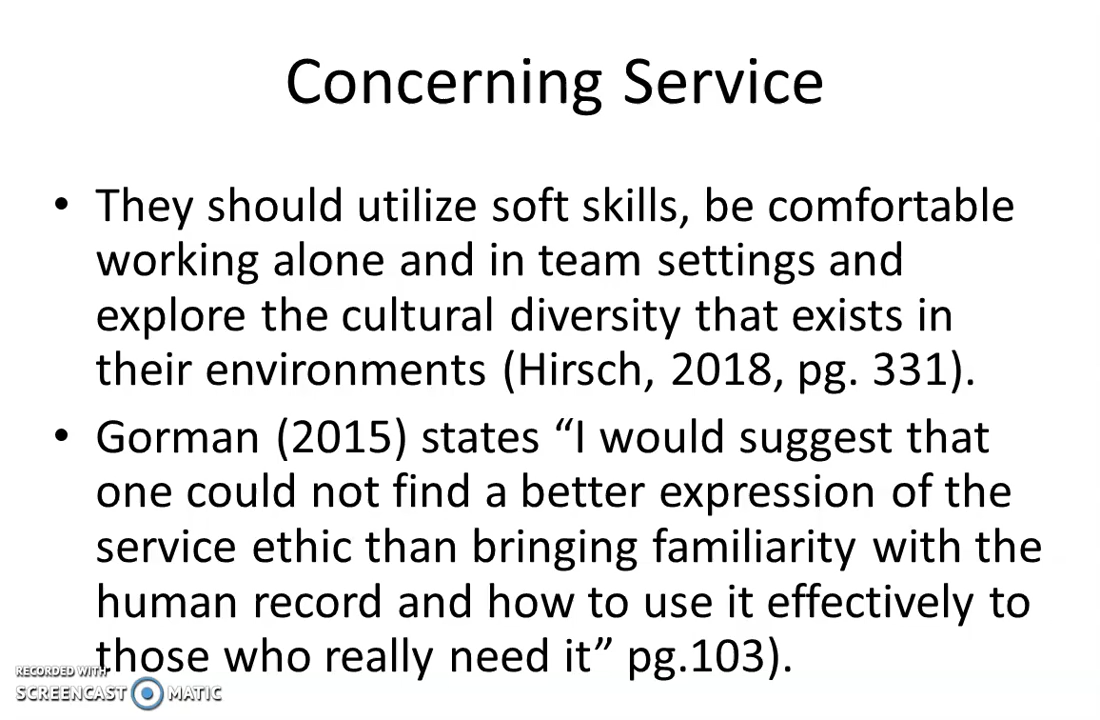 Concerning Service
• They should utilize soft skills, be comfortable
working alone and in team settings and
explore the cultural diversity that exists in
their environments (Hirsch, 2018, pg. 331).
• Gorman (2015) states “I would suggest that
one could not find a better expression of the
service ethic than bringing familiarity with the
human record and how to use it effectively to
those who really need it” pg.103).
RECORDED WITH
SCREENCAST MATIC